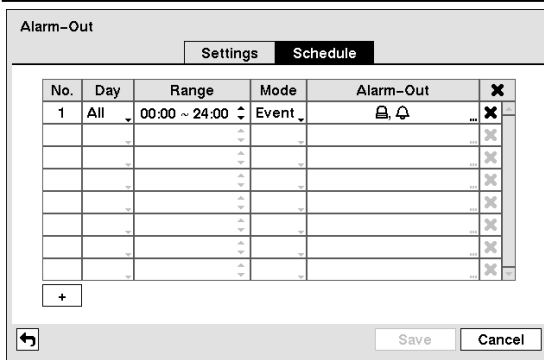 Alarm-Out
Settings Schedule
No. Day Range Mode Alarm-Out ✖
1 All 00:00 ~ 24:00 Event , ... ✖
+
Save Cancel